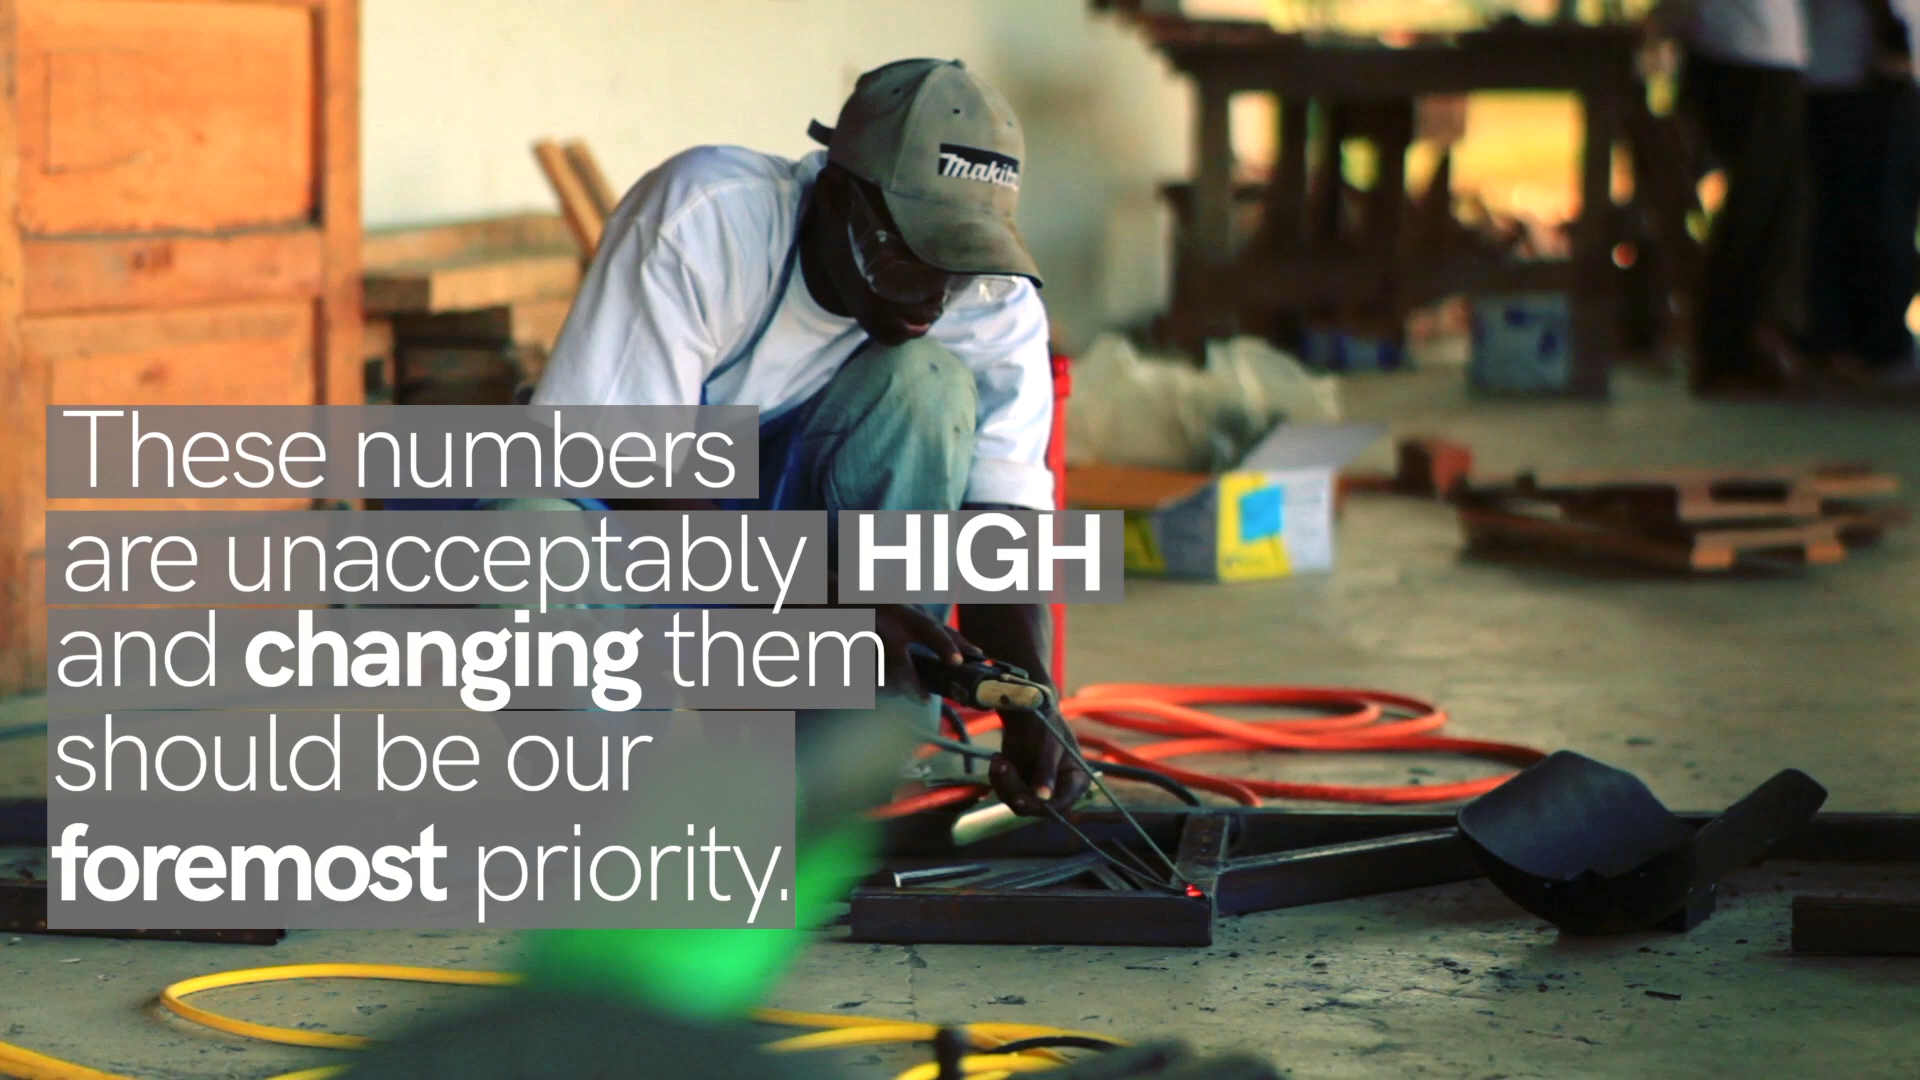 Makita
These numbers
are unacceptably HIGH
and changing them
should be our
foremost priority.